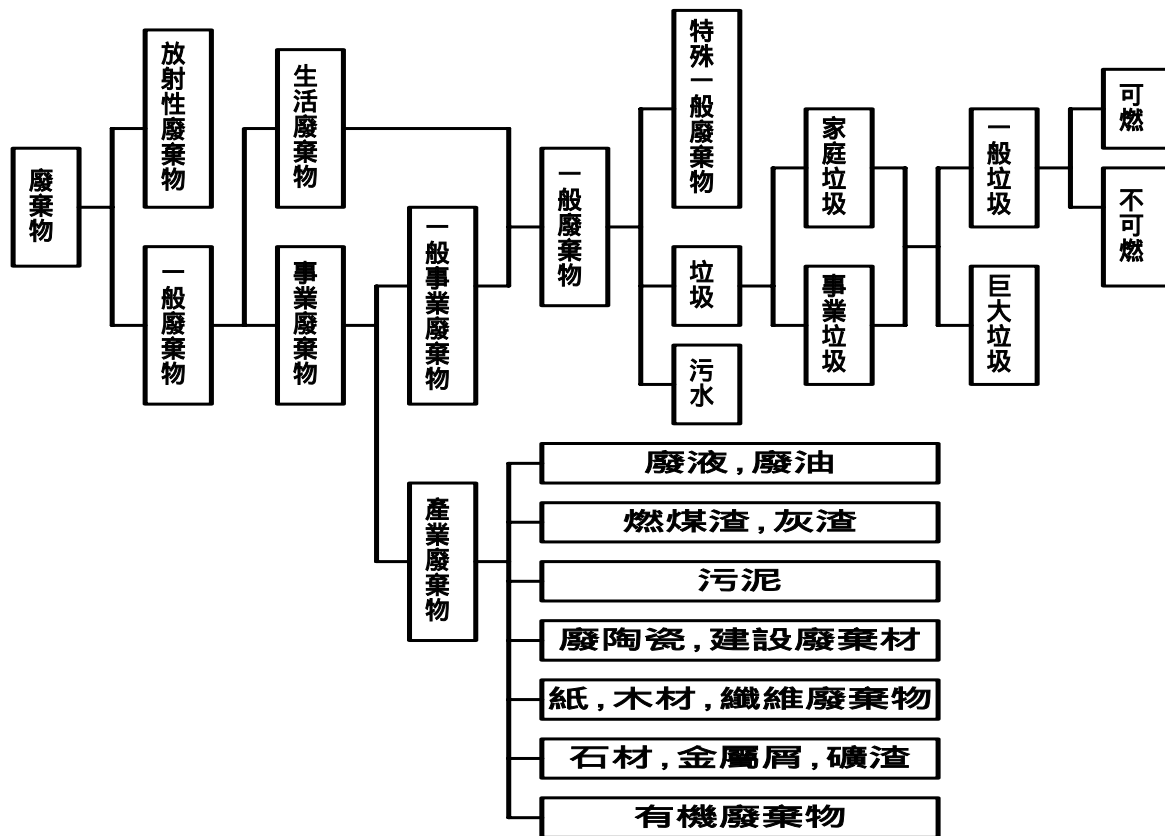 廢棄物
放射性廢棄物
一般廢棄物
生活廢棄物
事業廢棄物
一般事業廢棄物
產業廢棄物
一般廢棄物
特殊一般廢棄物
垃圾
污水
家庭垃圾
事業垃圾
一般垃圾
巨大垃圾
可燃
不可燃
廢液,廢油
燃煤渣,灰渣
污泥
廢陶瓷,建設廢棄材
紙,木材,纖維廢棄物
石材,金屬屑,礦渣
有機廢棄物